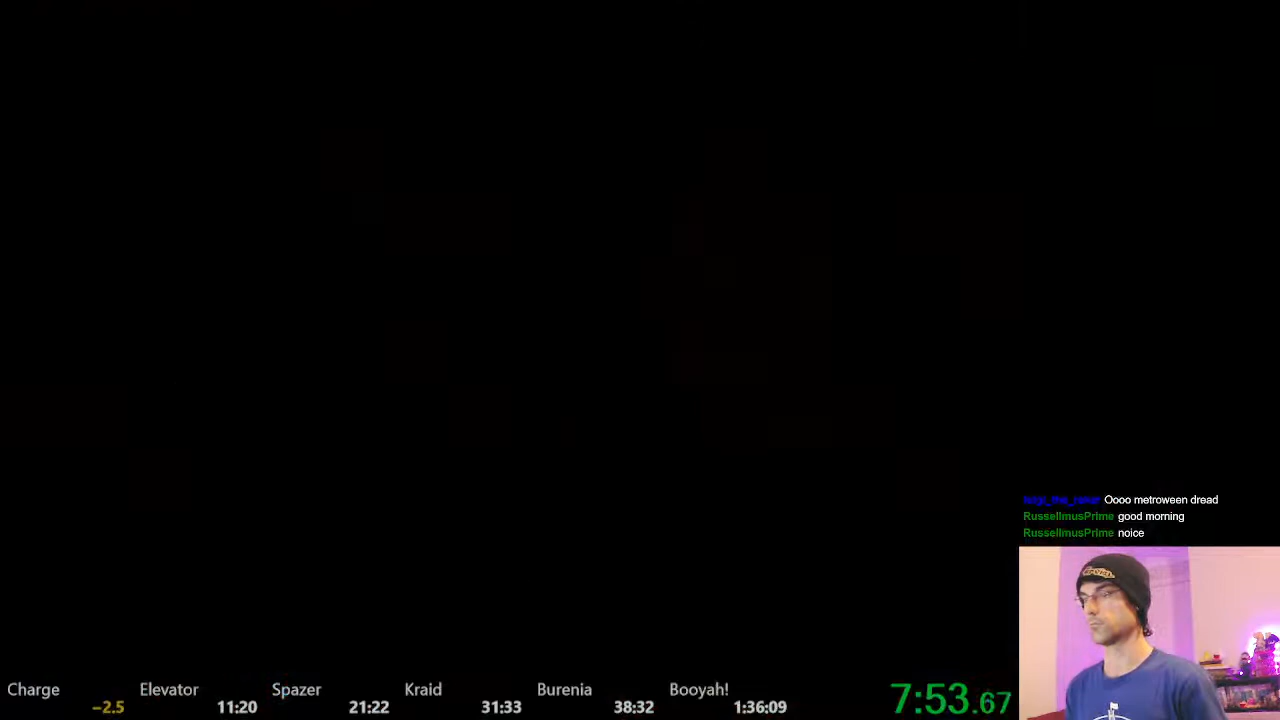 Oooo metroween dread
RussellmusPrime good morning
RussellmusPrime noice
Charge Elevator Spazer Kraid Burenia Booyah!
−2.5 11:20 21:22 31:33 38:32 1:36:09
7:53.67